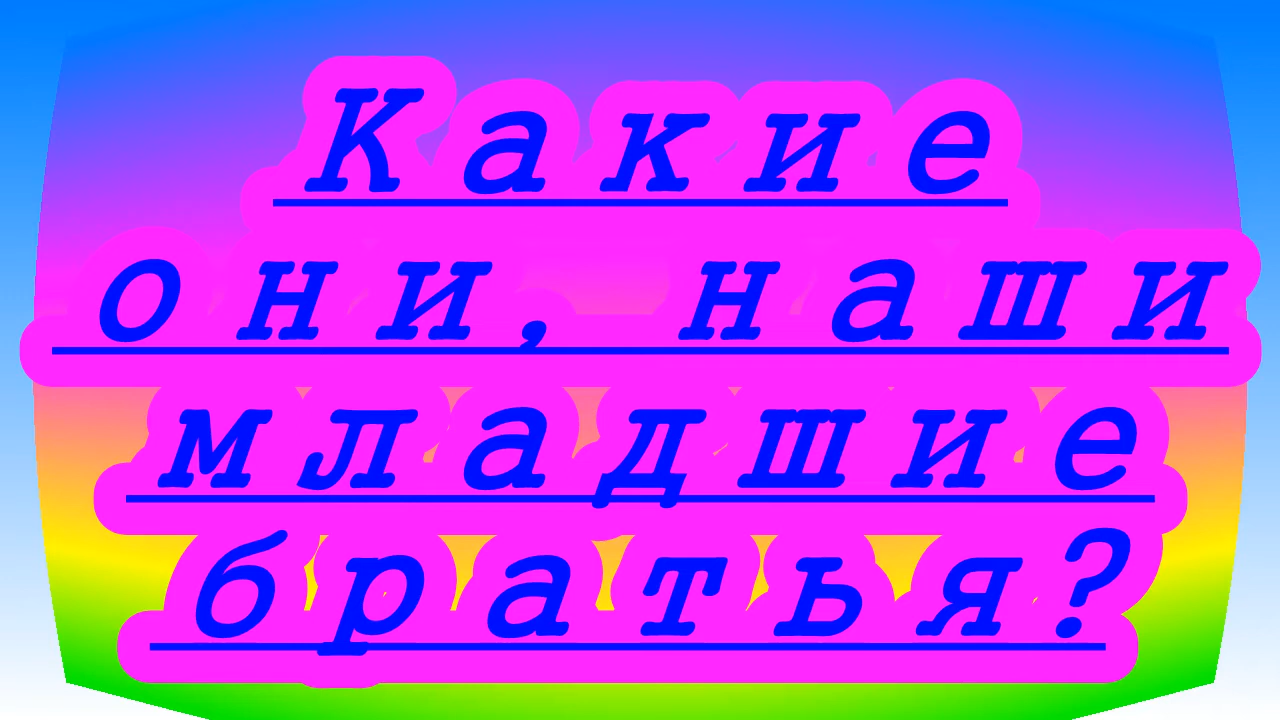 Какие
они, наши
младшие
братья?